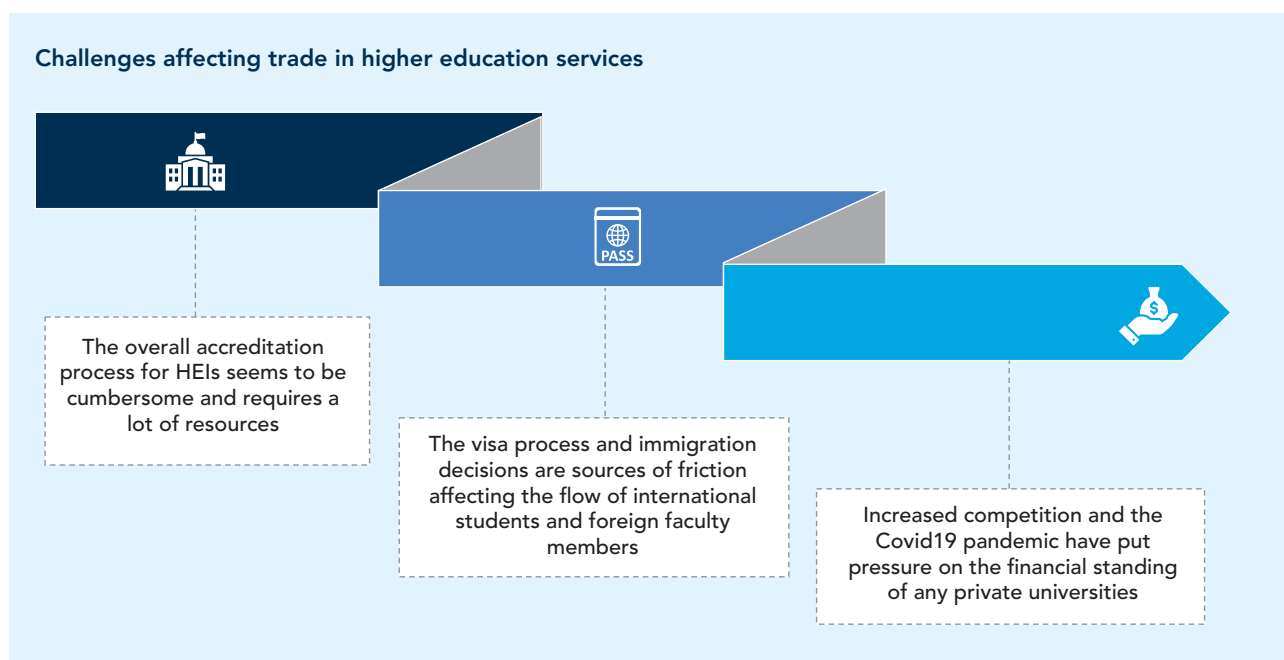 Challenges affecting trade in higher education services
PASS
$
The overall accreditation
process for HEIs seems to be
cumbersome and requires a
lot of resources
The visa process and immigration
decisions are sources of friction
affecting the flow of international
students and foreign faculty
members
Increased competition and the
Covid19 pandemic have put
pressure on the financial standing
of any private universities